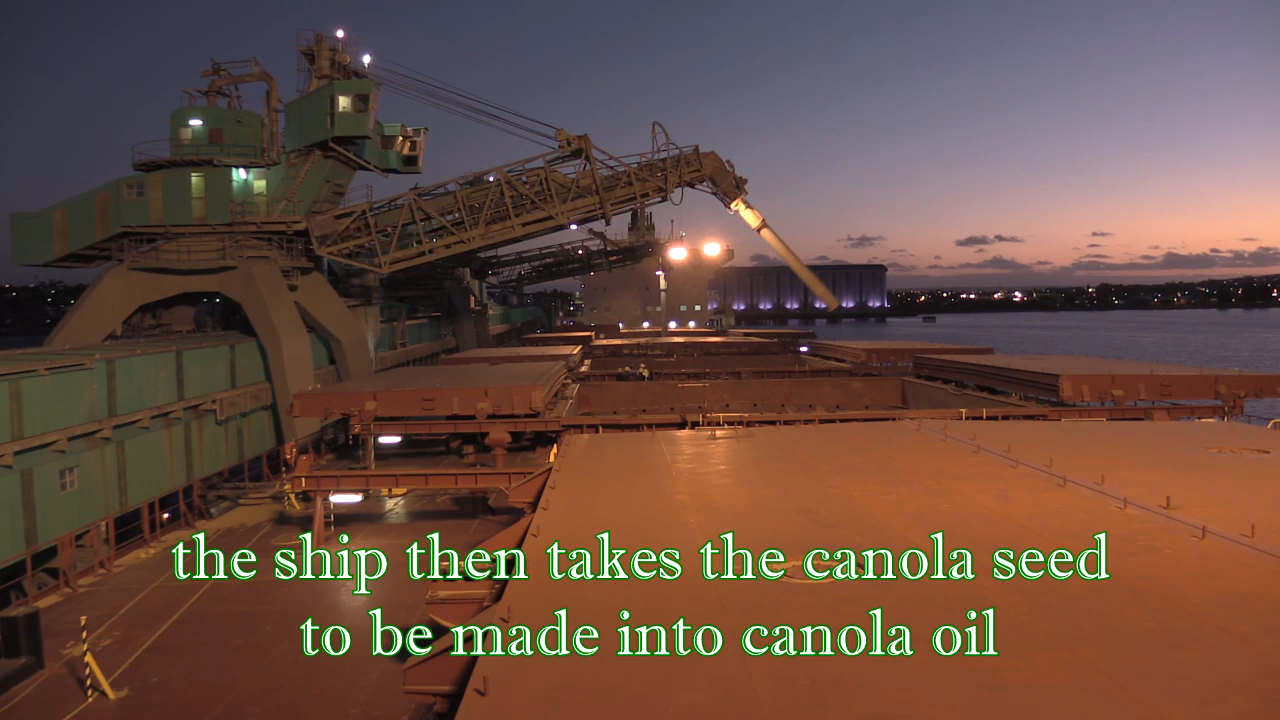 the ship then takes the canola seed
to be made into canola oil